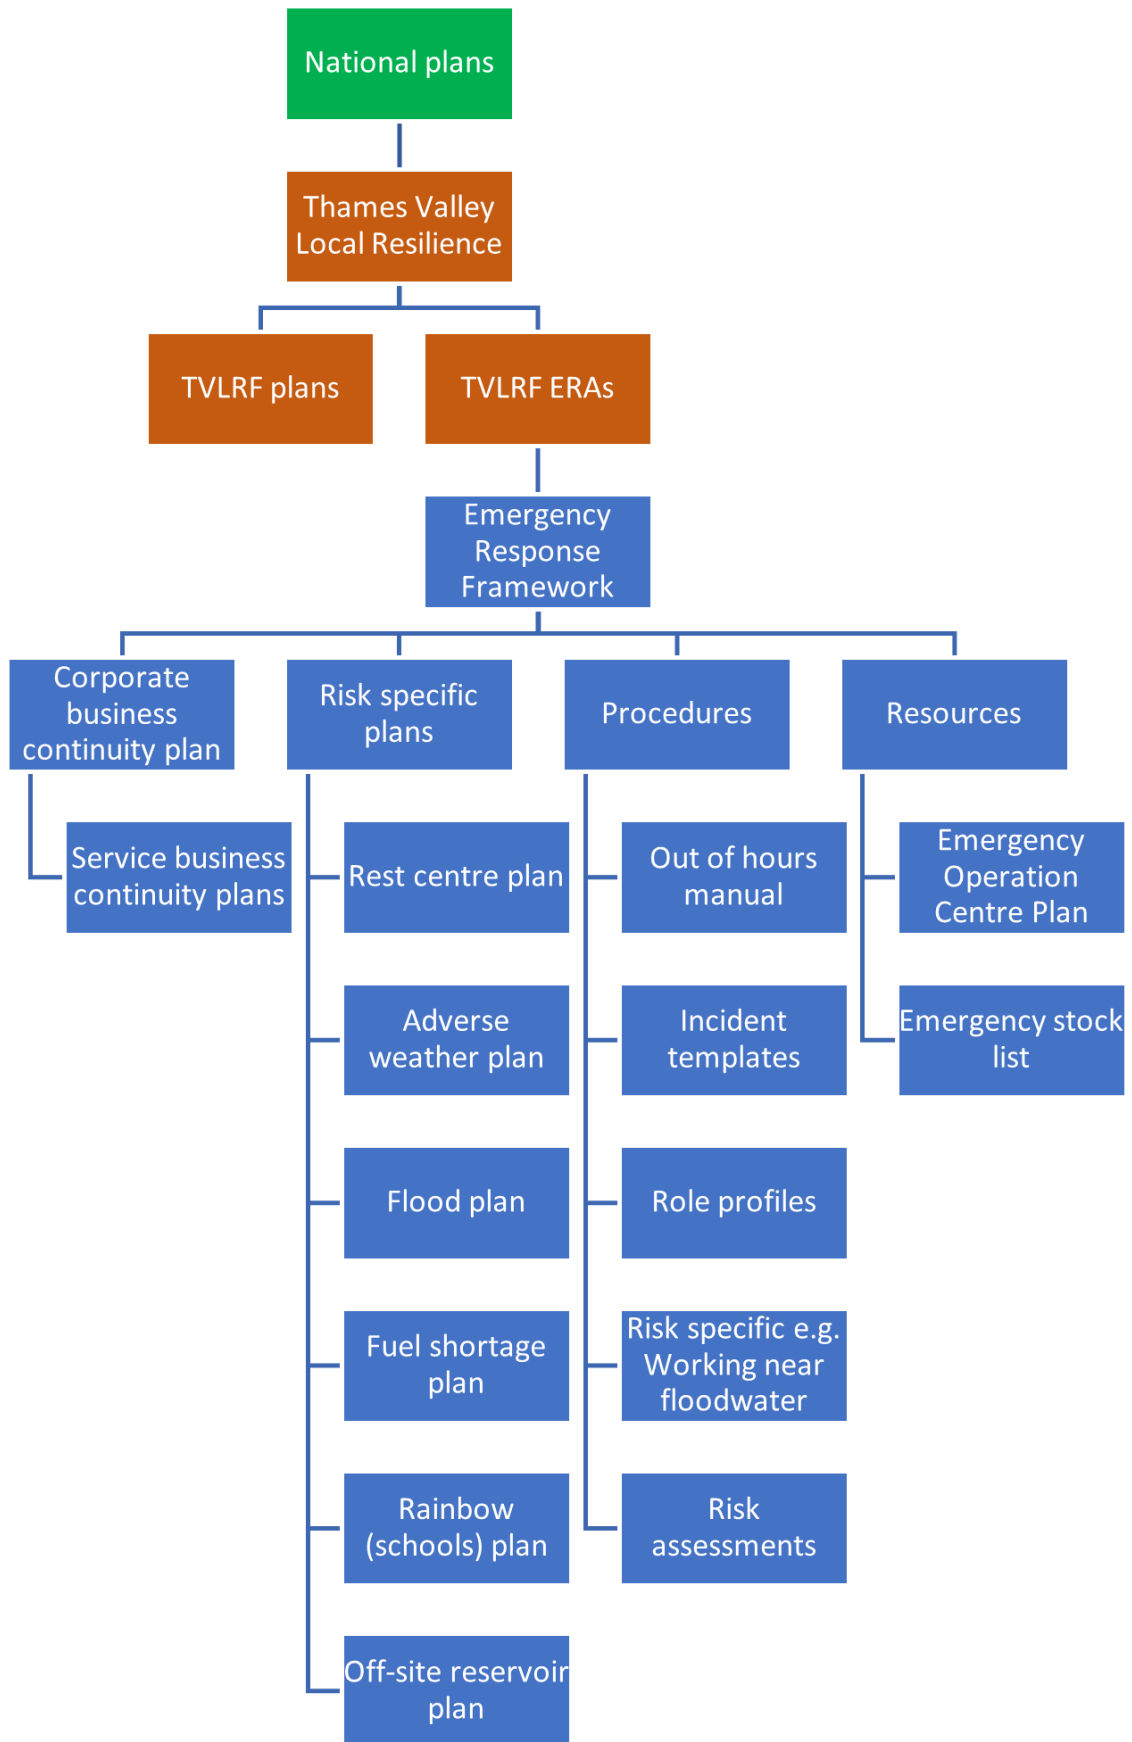 National plans
Thames Valley
Local Resilience
TVLRF plans
TVLRF ERAs
Emergency
Response
Framework
Corporate
business
continuity plan
Risk specific
plans
Procedures
Resources
Service business
continuity plans
Rest centre plan
Out of hours
manual
Emergency
Operation
Centre Plan
Adverse
weather plan
Incident
templates
Emergency stock
list
Flood plan
Role profiles
Fuel shortage
plan
Risk specific e.g.
Working near
floodwater
Rainbow
(schools) plan
Risk
assessments
Off-site reservoir
plan